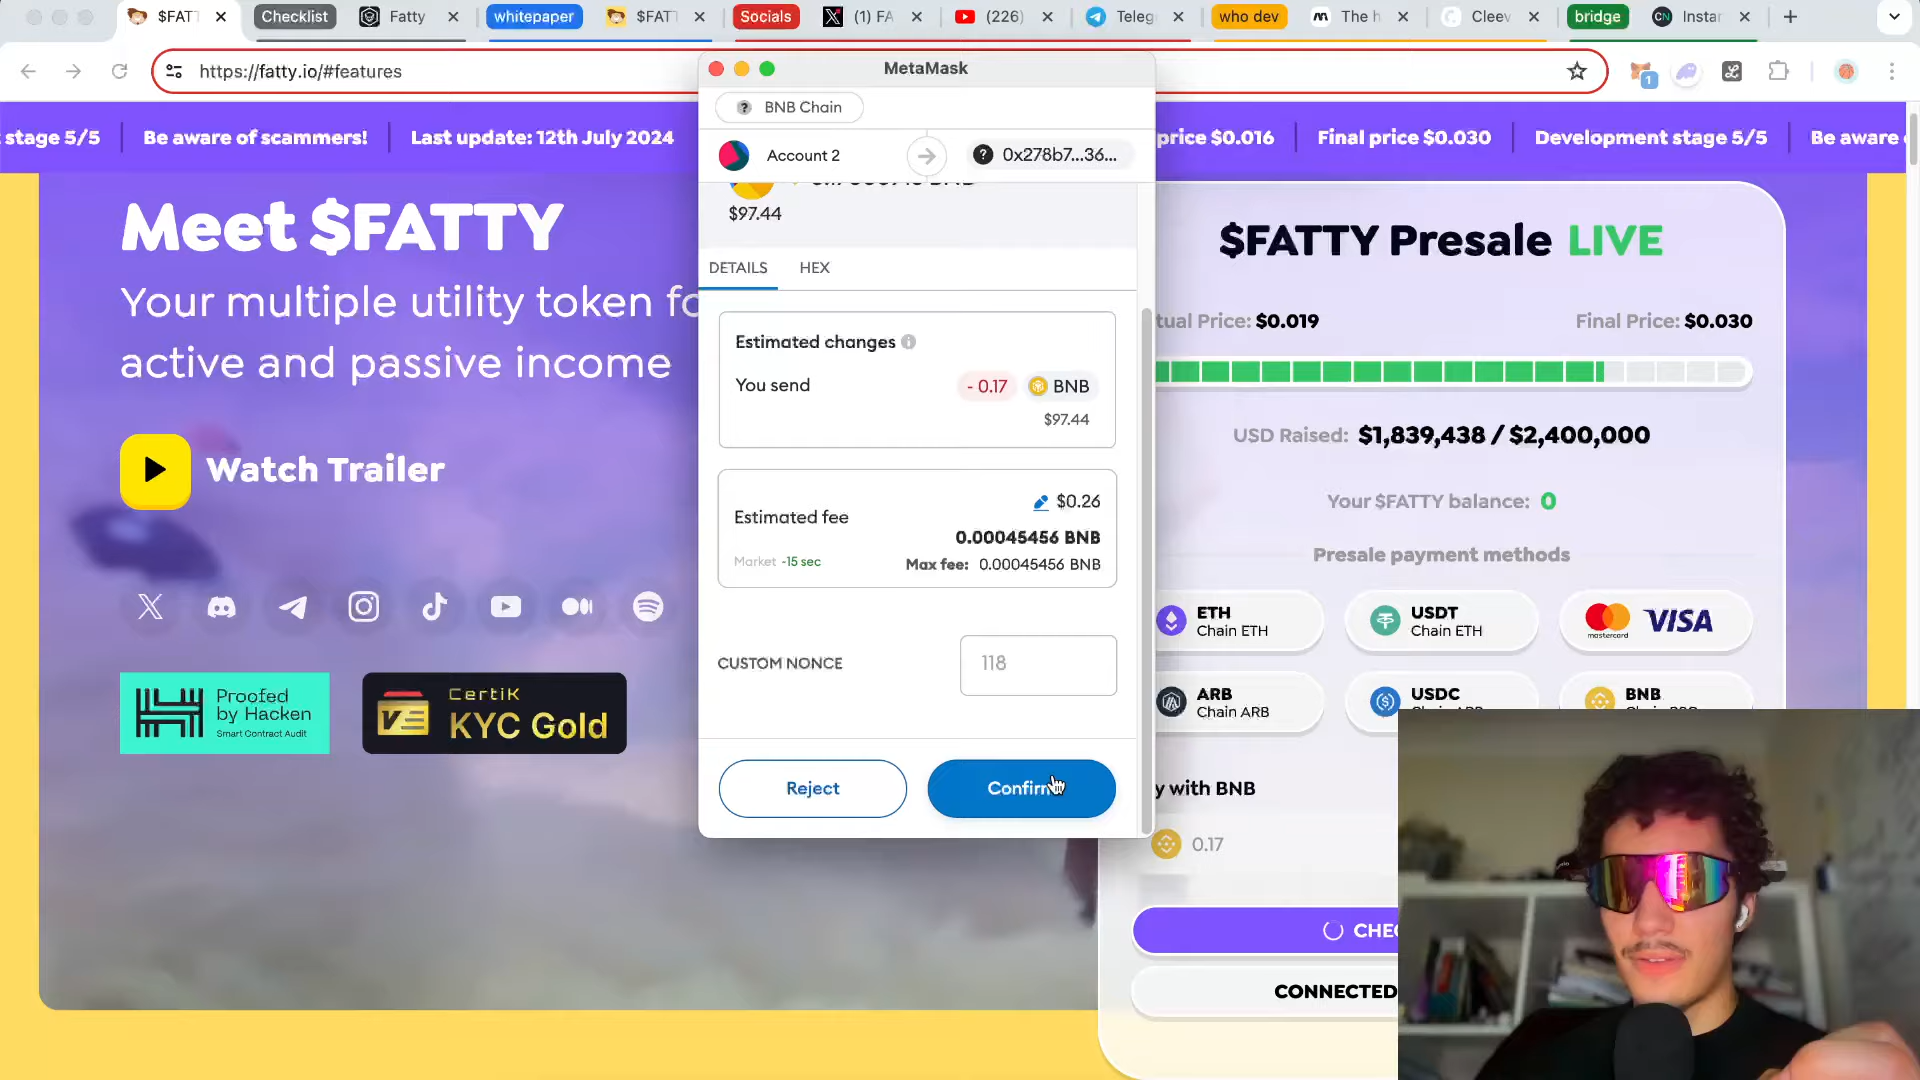 $FAT
Checklist
Fatty
whitepaper
$FAT
Socials
(1) FA
(226)
Teleg
who dev
The h
Cleev
bridge
Instar
https://fatty.io/#features
1
MetaMask
BNB Chain
Account 2
0x278b7...36...
stage 5/5
Be aware of scammers!
Last update: 12th July 2024
price $0.016
Final price $0.030
Development stage 5/5
Be aware
$97.44
DETAILS
HEX
Estimated changes
You send
- 0.17
BNB
$97.44
Estimated fee
$0.26
0.00045456 BNB
Market ~15 sec
Max fee: 0.00045456 BNB
CUSTOM NONCE
118
Reject
Confirm
Meet $FATTY
Your multiple utility token fo
active and passive income
Watch Trailer
Proofed
by Hacken
Smart Contract Audit
CertiK
KYC Gold
$FATTY Presale LIVE
tual Price: $0.019
Final Price: $0.030
USD Raised: $1,839,438 / $2,400,000
Your $FATTY balance: 0
Presale payment methods
ETH
Chain ETH
USDT
Chain ETH
mastercard
VISA
ARB
Chain ARB
USDC
BNB
y with BNB
0.17
CHEC
CONNECTED